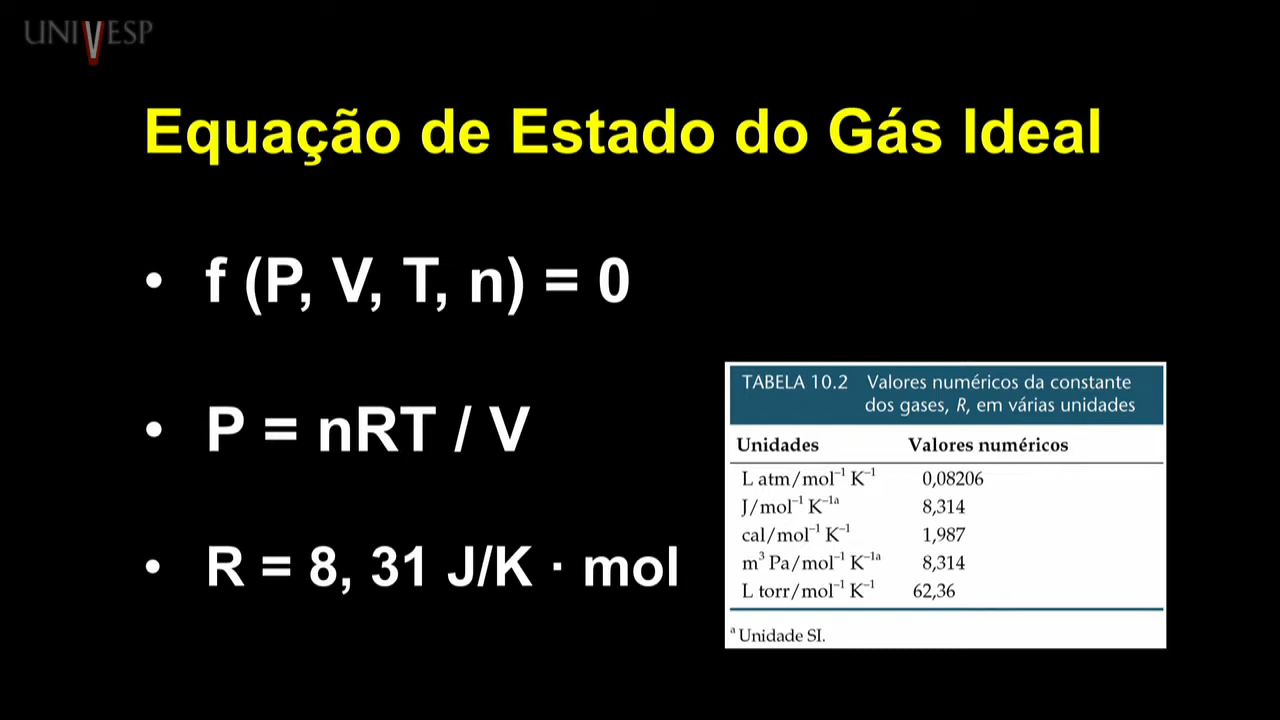 UNIVESP
Equação de Estado do Gás Ideal
• f (P, V, T, n) = 0
• P = nRT / V
• R = 8, 31 J/K · mol
TABELA 10.2 Valores numéricos da constante
dos gases, R, em várias unidades
Unidades Valores numéricos
L atm/mol⁻¹ K⁻¹ 0,08206
J/mol⁻¹ K⁻¹ᵃ 8,314
cal/mol⁻¹ K⁻¹ 1,987
m³ Pa/mol⁻¹ K⁻¹ᵃ 8,314
L torr/mol⁻¹ K⁻¹ 62,36
ᵃ Unidade SI.